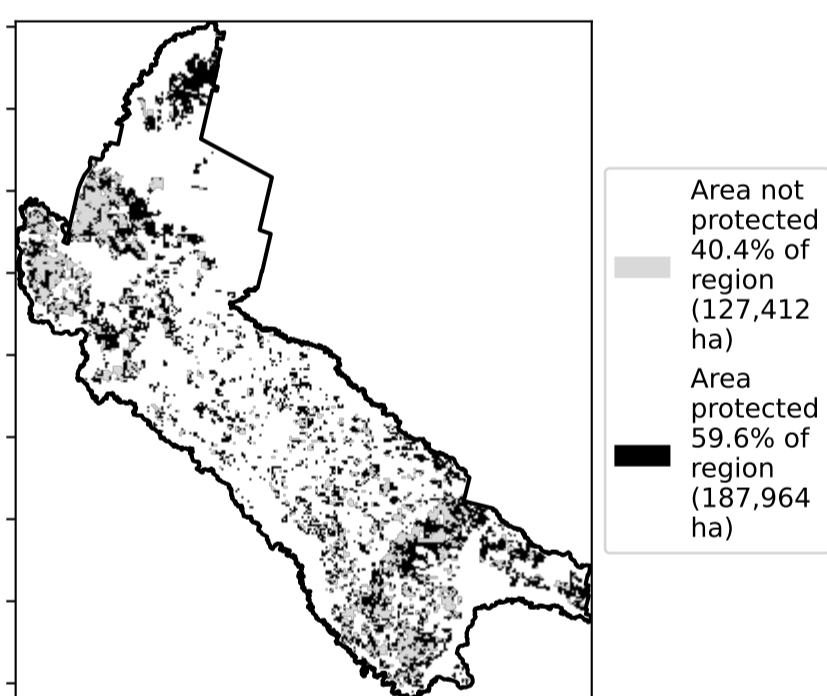 Area not
protected
40.4% of
region
(127,412
ha)
Area
protected
59.6% of
region
(187,964
ha)